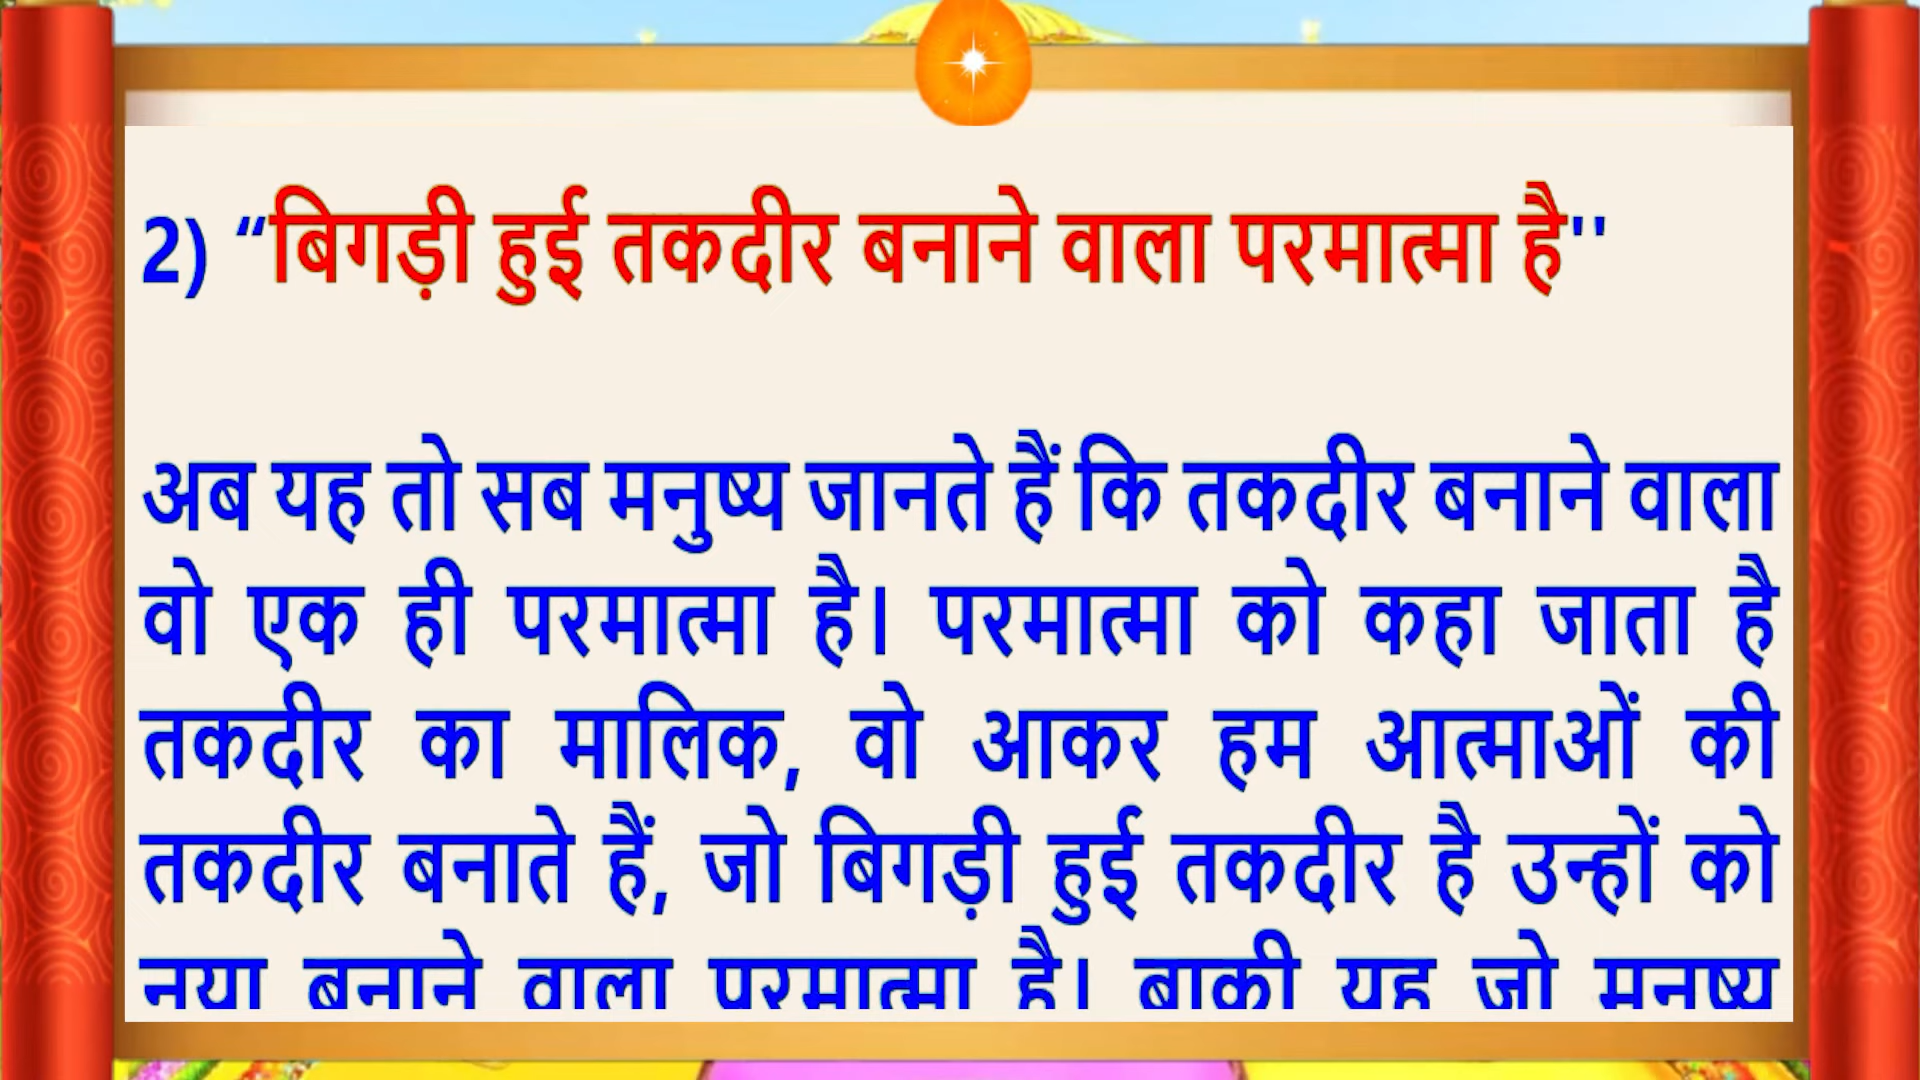 2) “बिगड़ी हुई तकदीर बनाने वाला परमात्मा है''
अब यह तो सब मनुष्य जानते हैं कि तकदीर बनाने वाला
वो एक ही परमात्मा है। परमात्मा को कहा जाता है
तकदीर का मालिक, वो आकर हम आत्माओं की
तकदीर बनाते हैं, जो बिगड़ी हुई तकदीर है उन्हों को
नया बनाने वाला परमात्मा है। बाकी यह जो मनुष्य